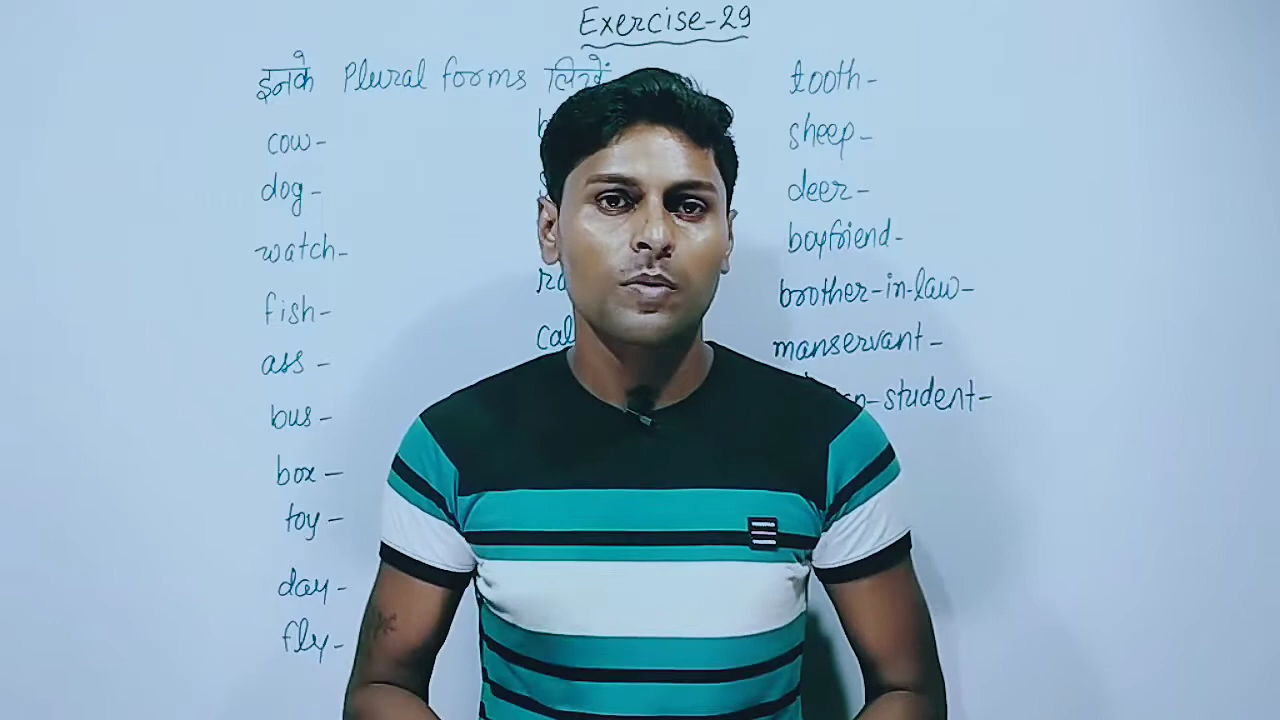 Exercise-29
इनके Plural forms लिखें
cow-
dog-
watch-
fish-
ass-
bus-
box-
toy-
day-
fly-
tooth-
sheep-
deer-
boyfriend-
brother-in-law-
manservant-
student-